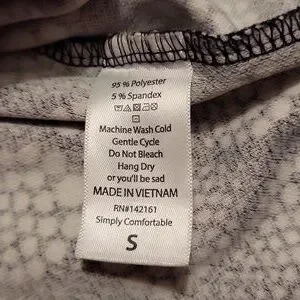 95 % Polyester
5 % Spandex
Machine Wash Cold
Gentle Cycle
Do Not Bleach
Hang Dry
or you'll be sad
MADE IN VIETNAM
RN#142161
Simply Comfortable
S